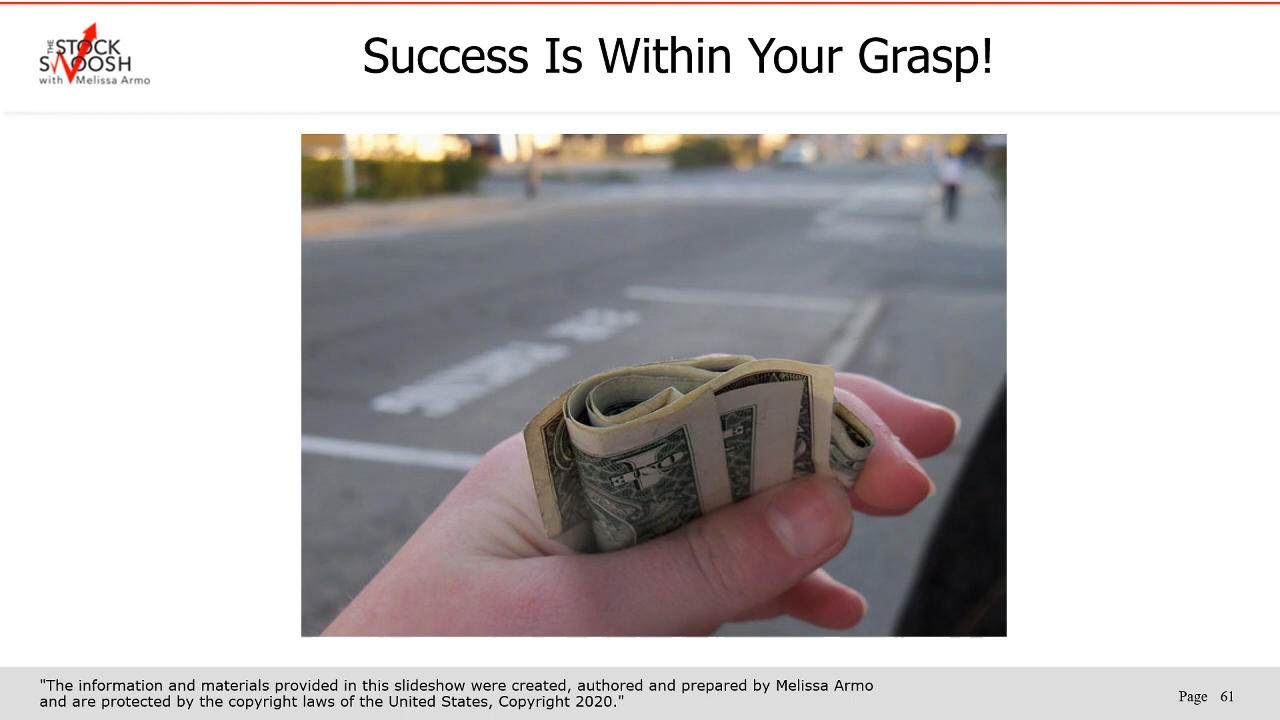 THE
STOCK
SWOOSH
with Melissa Armo
Success Is Within Your Grasp!
"The information and materials provided in this slideshow were created, authored and prepared by Melissa Armo
and are protected by the copyright laws of the United States, Copyright 2020."
Page 61